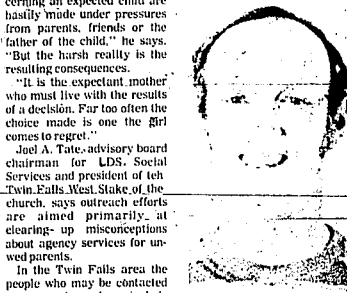 cerning an expected child are
hastily made under pressures
from parents, friends or the
father of the child," he says.
"But the harsh reality is the
resulting consequences.
"It is the expectant mother
who must live with the results
of a decision. Far too often the
choice made is one the girl
comes to regret."
Joel A. Tate, advisory board
chairman for LDS Social
Services and president of teh
Twin Falls West Stake of the
church, says outreach efforts
are aimed primarily at
clearing- up misconceptions
about agency services for un-
wed parents.
In the Twin Falls area the
people who may be contacted